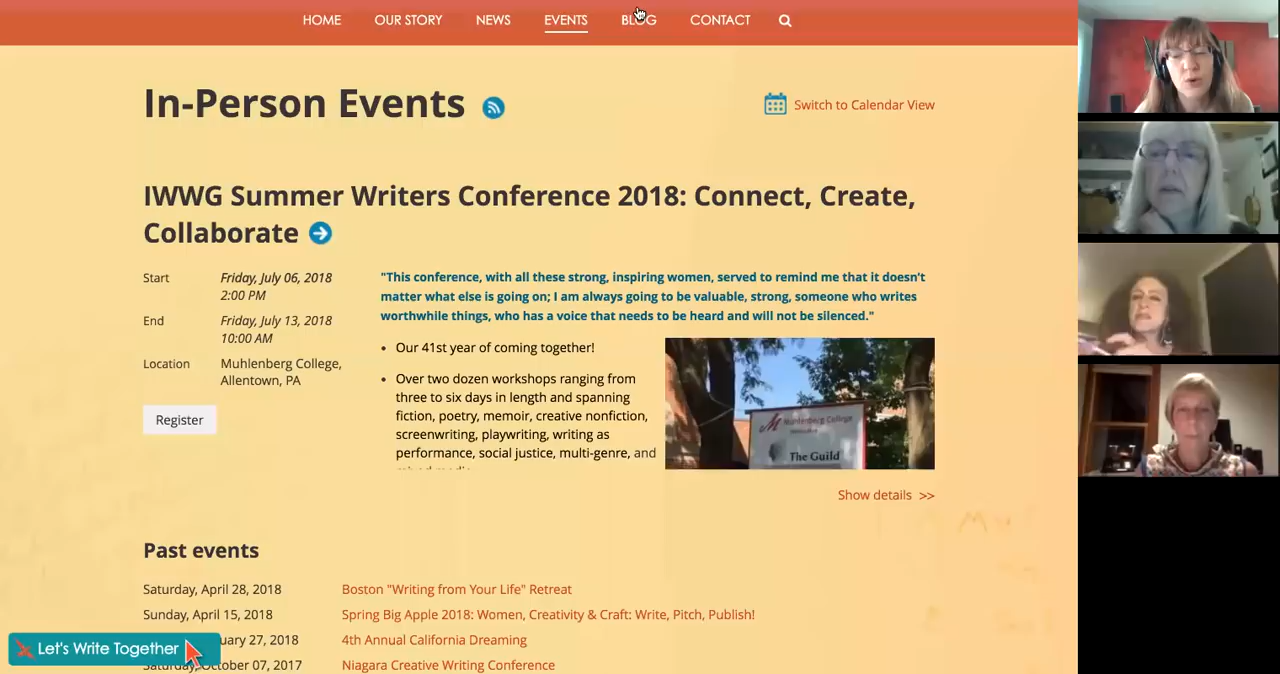 HOME OUR STORY NEWS EVENTS BLOG CONTACT
In-Person Events
Switch to Calendar View
IWWG Summer Writers Conference 2018: Connect, Create,
Collaborate
Start Friday, July 06, 2018
2:00 PM
End Friday, July 13, 2018
10:00 AM
Location Muhlenberg College,
Allentown, PA
Register
"This conference, with all these strong, inspiring women, served to remind me that it doesn't
matter what else is going on; I am always going to be valuable, strong, someone who writes
worthwhile things, who has a voice that needs to be heard and will not be silenced."
• Our 41st year of coming together!
• Over two dozen workshops ranging from
three to six days in length and spanning
fiction, poetry, memoir, creative nonfiction,
screenwriting, playwriting, writing as
performance, social justice, multi-genre, and
Muhlenberg College
The Guild
Show details >>
Past events
Saturday, April 28, 2018 Boston "Writing from Your Life" Retreat
Sunday, April 15, 2018 Spring Big Apple 2018: Women, Creativity & Craft: Write, Pitch, Publish!
27, 2018 4th Annual California Dreaming
October 07, 2017 Niagara Creative Writing Conference
Let's Write Together